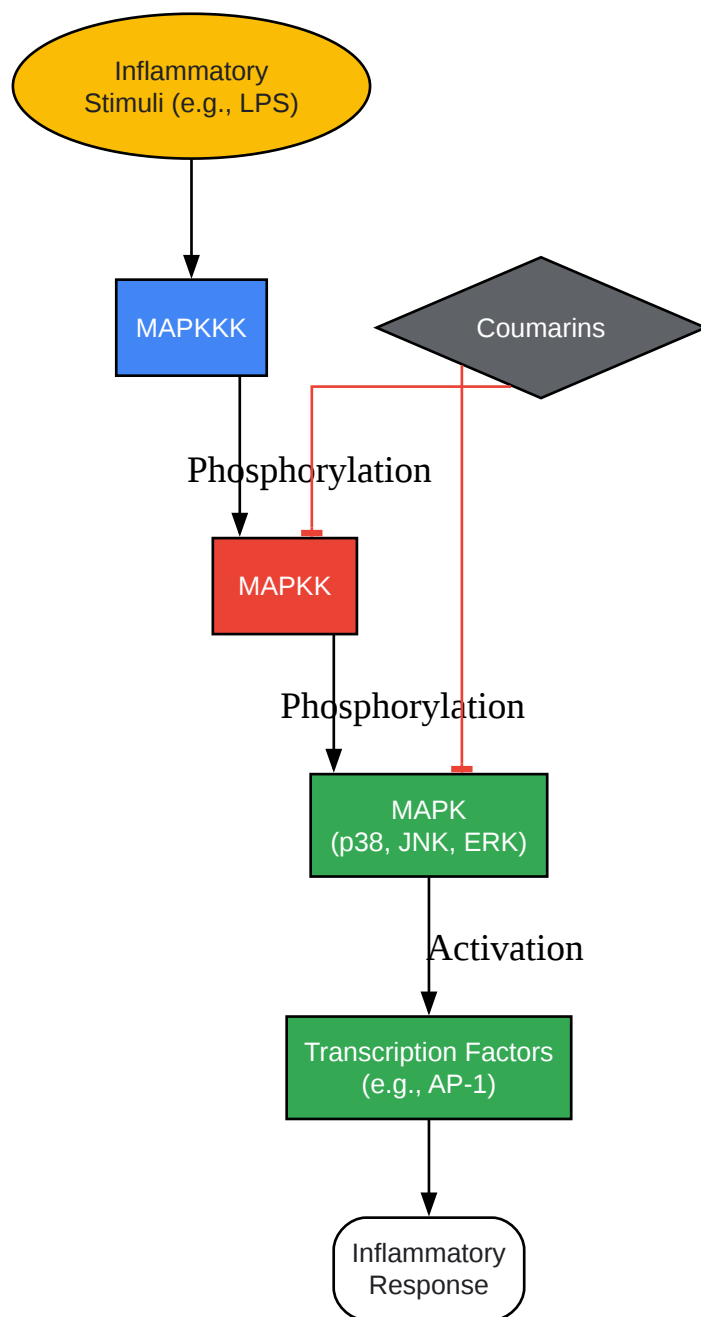 Inflammatory
Stimuli (e.g., LPS)
MAPKKK
Coumarins
Phosphorylation
MAPKK
Phosphorylation
MAPK
(p38, JNK, ERK)
Activation
Transcription Factors
(e.g., AP-1)
Inflammatory
Response